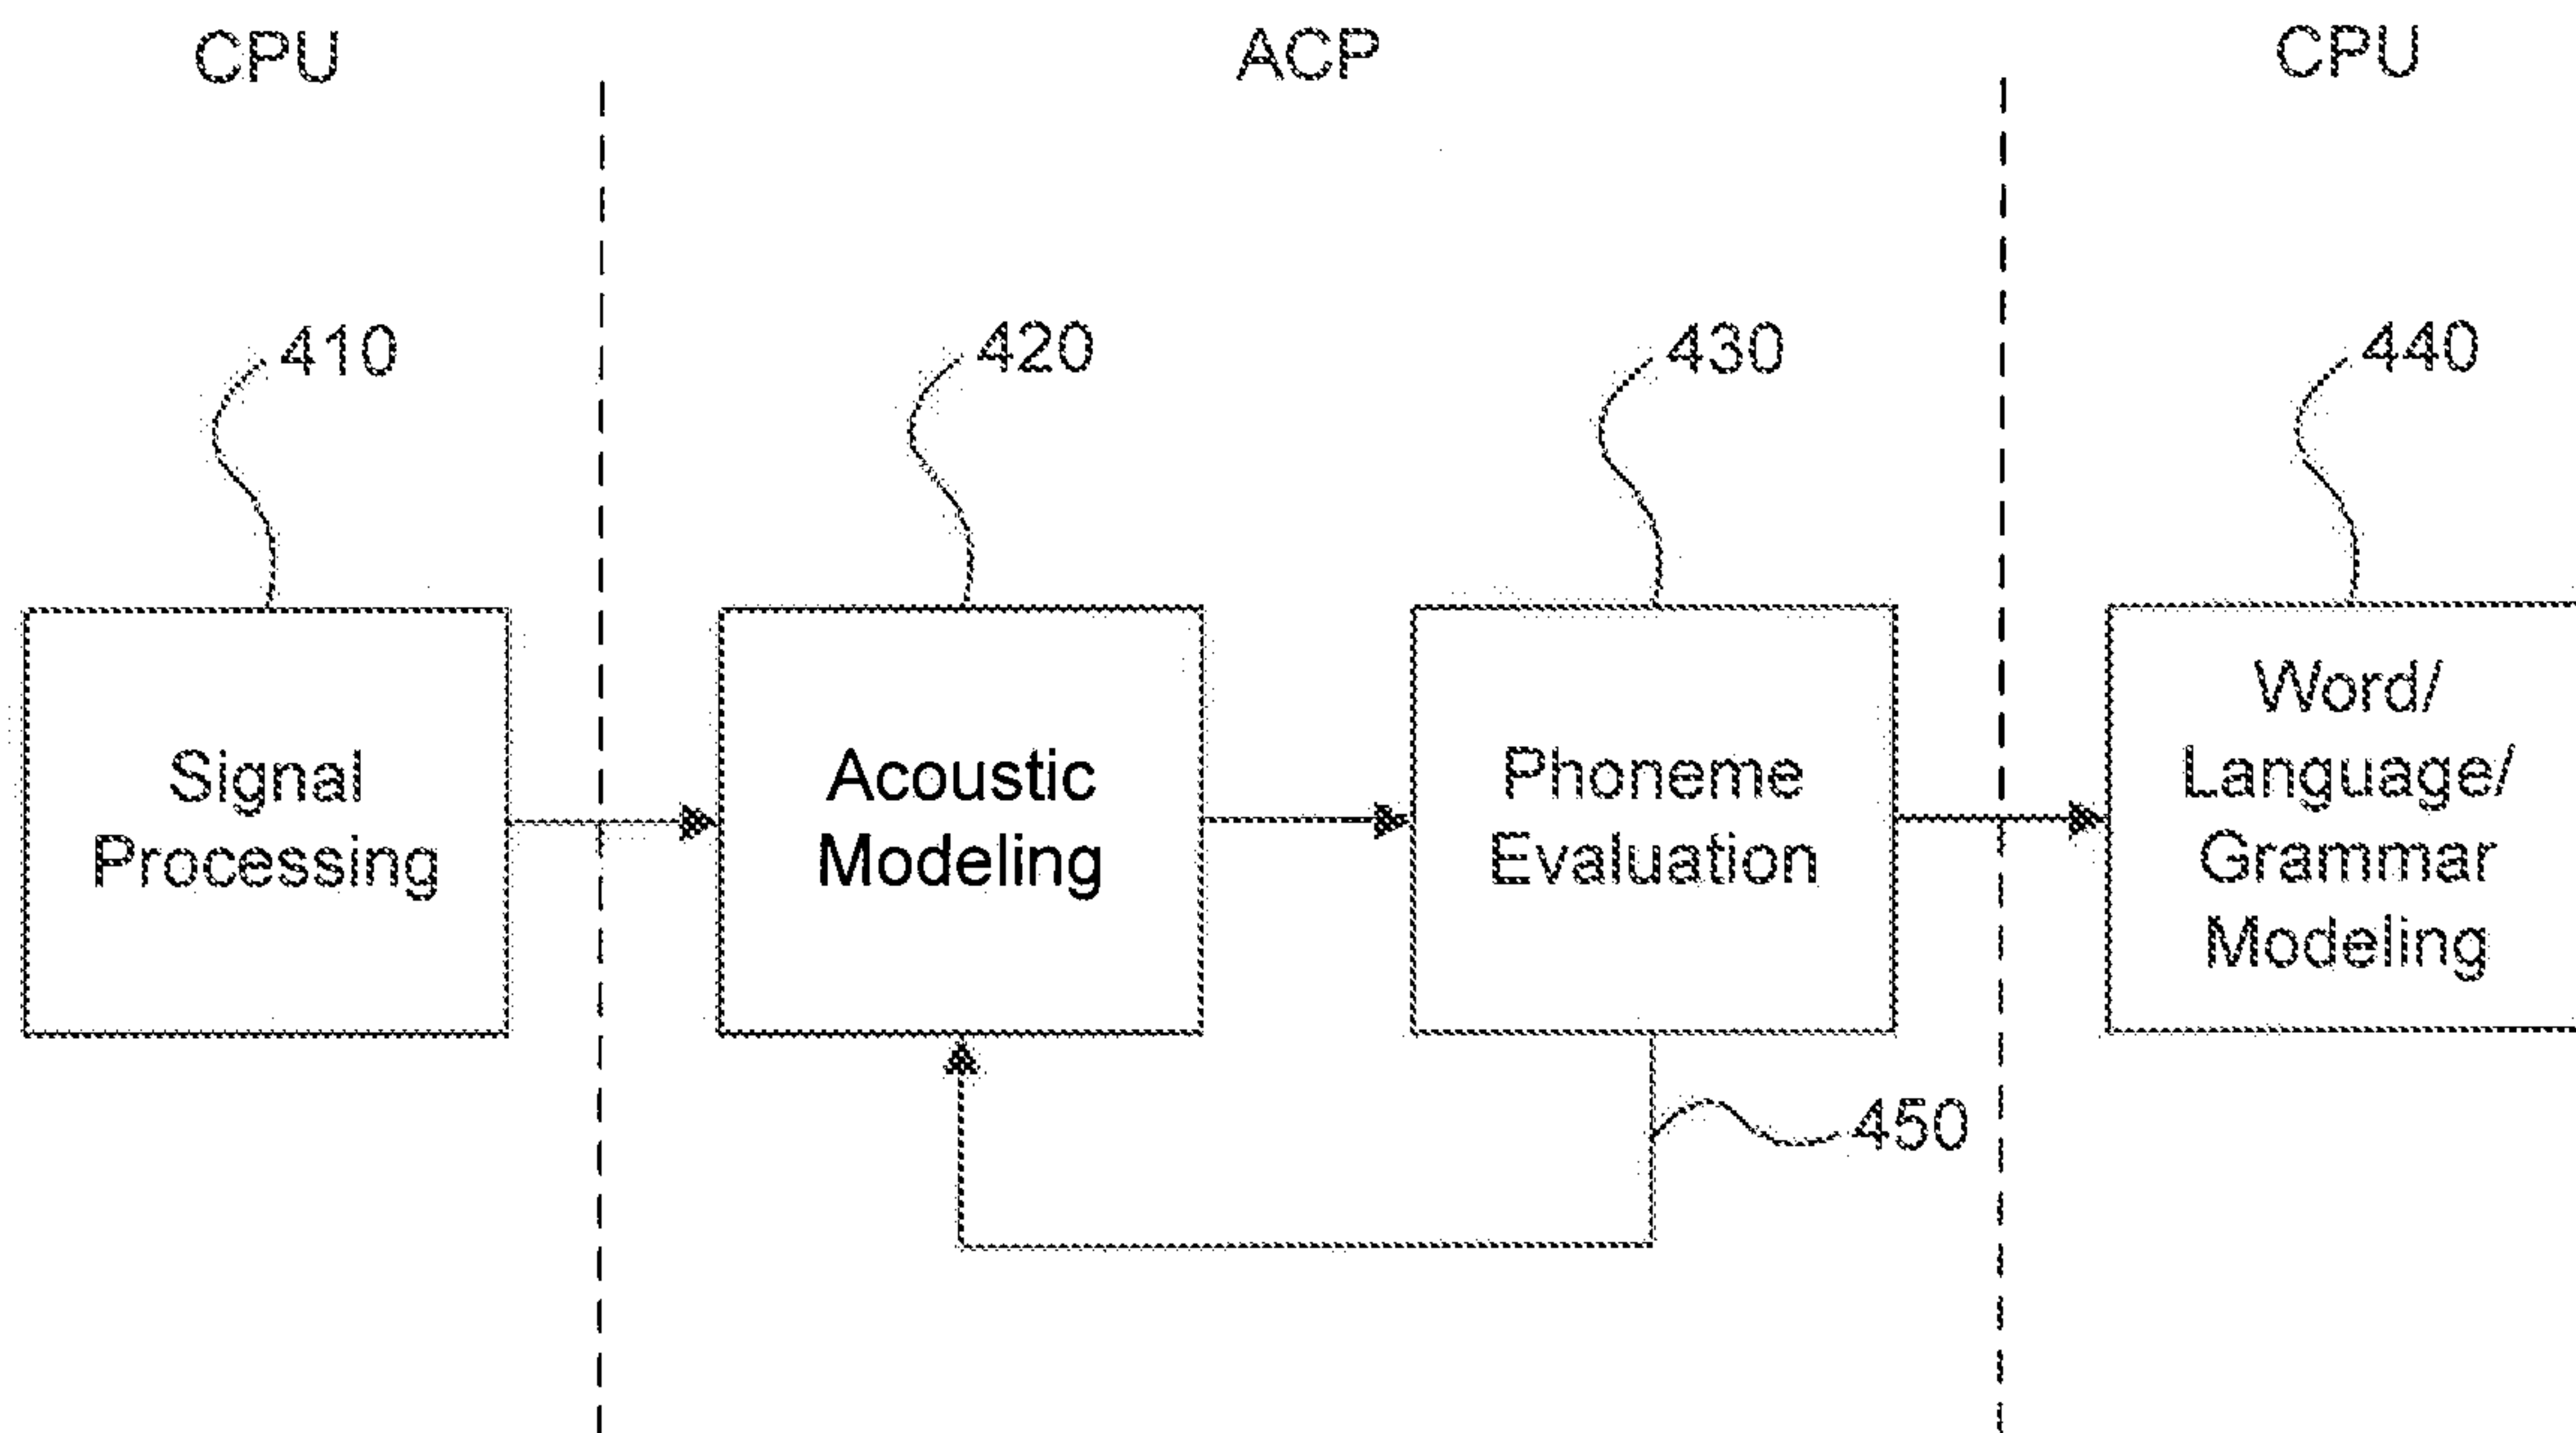 CPU
ACP
CPU
410
420
430
440
Signal
Processing
Acoustic
Modeling
Phoneme
Evaluation
Word/
Language/
Grammar
Modeling
450